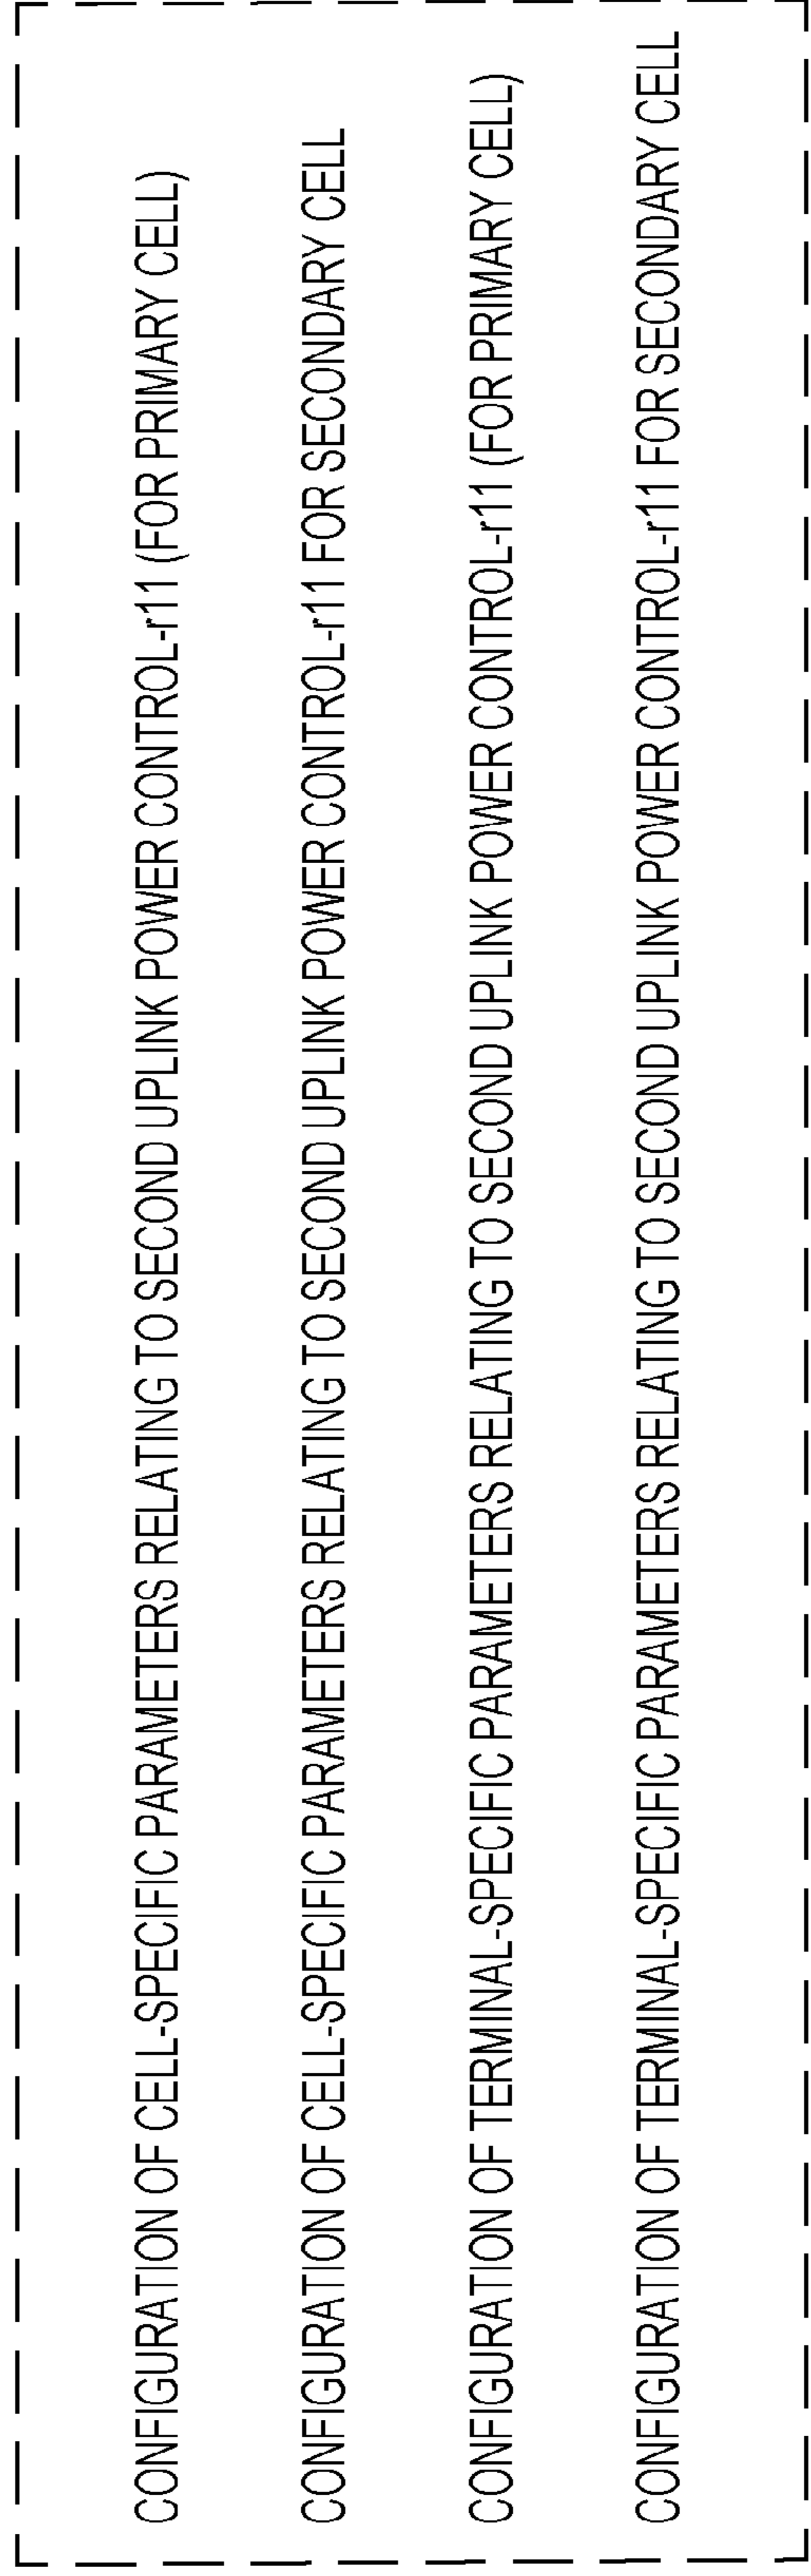 CONFIGURATION OF CELL-SPECIFIC PARAMETERS RELATING TO SECOND UPLINK POWER CONTROL-r11 (FOR PRIMARY CELL)
CONFIGURATION OF CELL-SPECIFIC PARAMETERS RELATING TO SECOND UPLINK POWER CONTROL-r11 FOR SECONDARY CELL
CONFIGURATION OF TERMINAL-SPECIFIC PARAMETERS RELATING TO SECOND UPLINK POWER CONTROL-r11 (FOR PRIMARY CELL)
CONFIGURATION OF TERMINAL-SPECIFIC PARAMETERS RELATING TO SECOND UPLINK POWER CONTROL-r11 FOR SECONDARY CELL